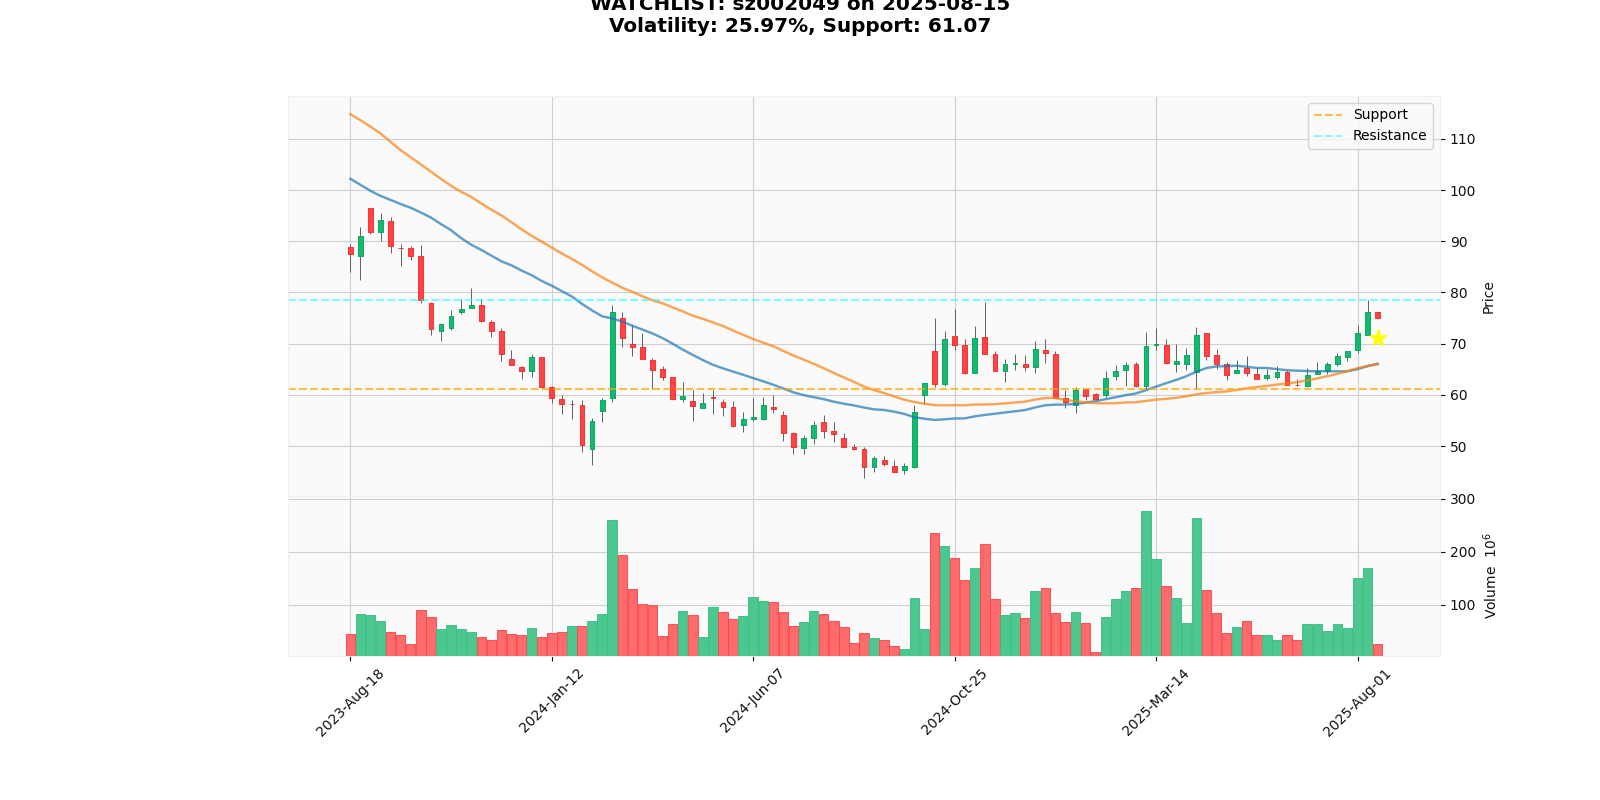 WATCHLIST: sz002049 on 2025-08-15
Volatility: 25.97%, Support: 61.07
Support
Resistance
110
100
90
80
70
60
50
Price
300
200
100
Volume 10^6
2023-Aug-18
2024-Jan-12
2024-Jun-07
2024-Oct-25
2025-Mar-14
2025-Aug-01